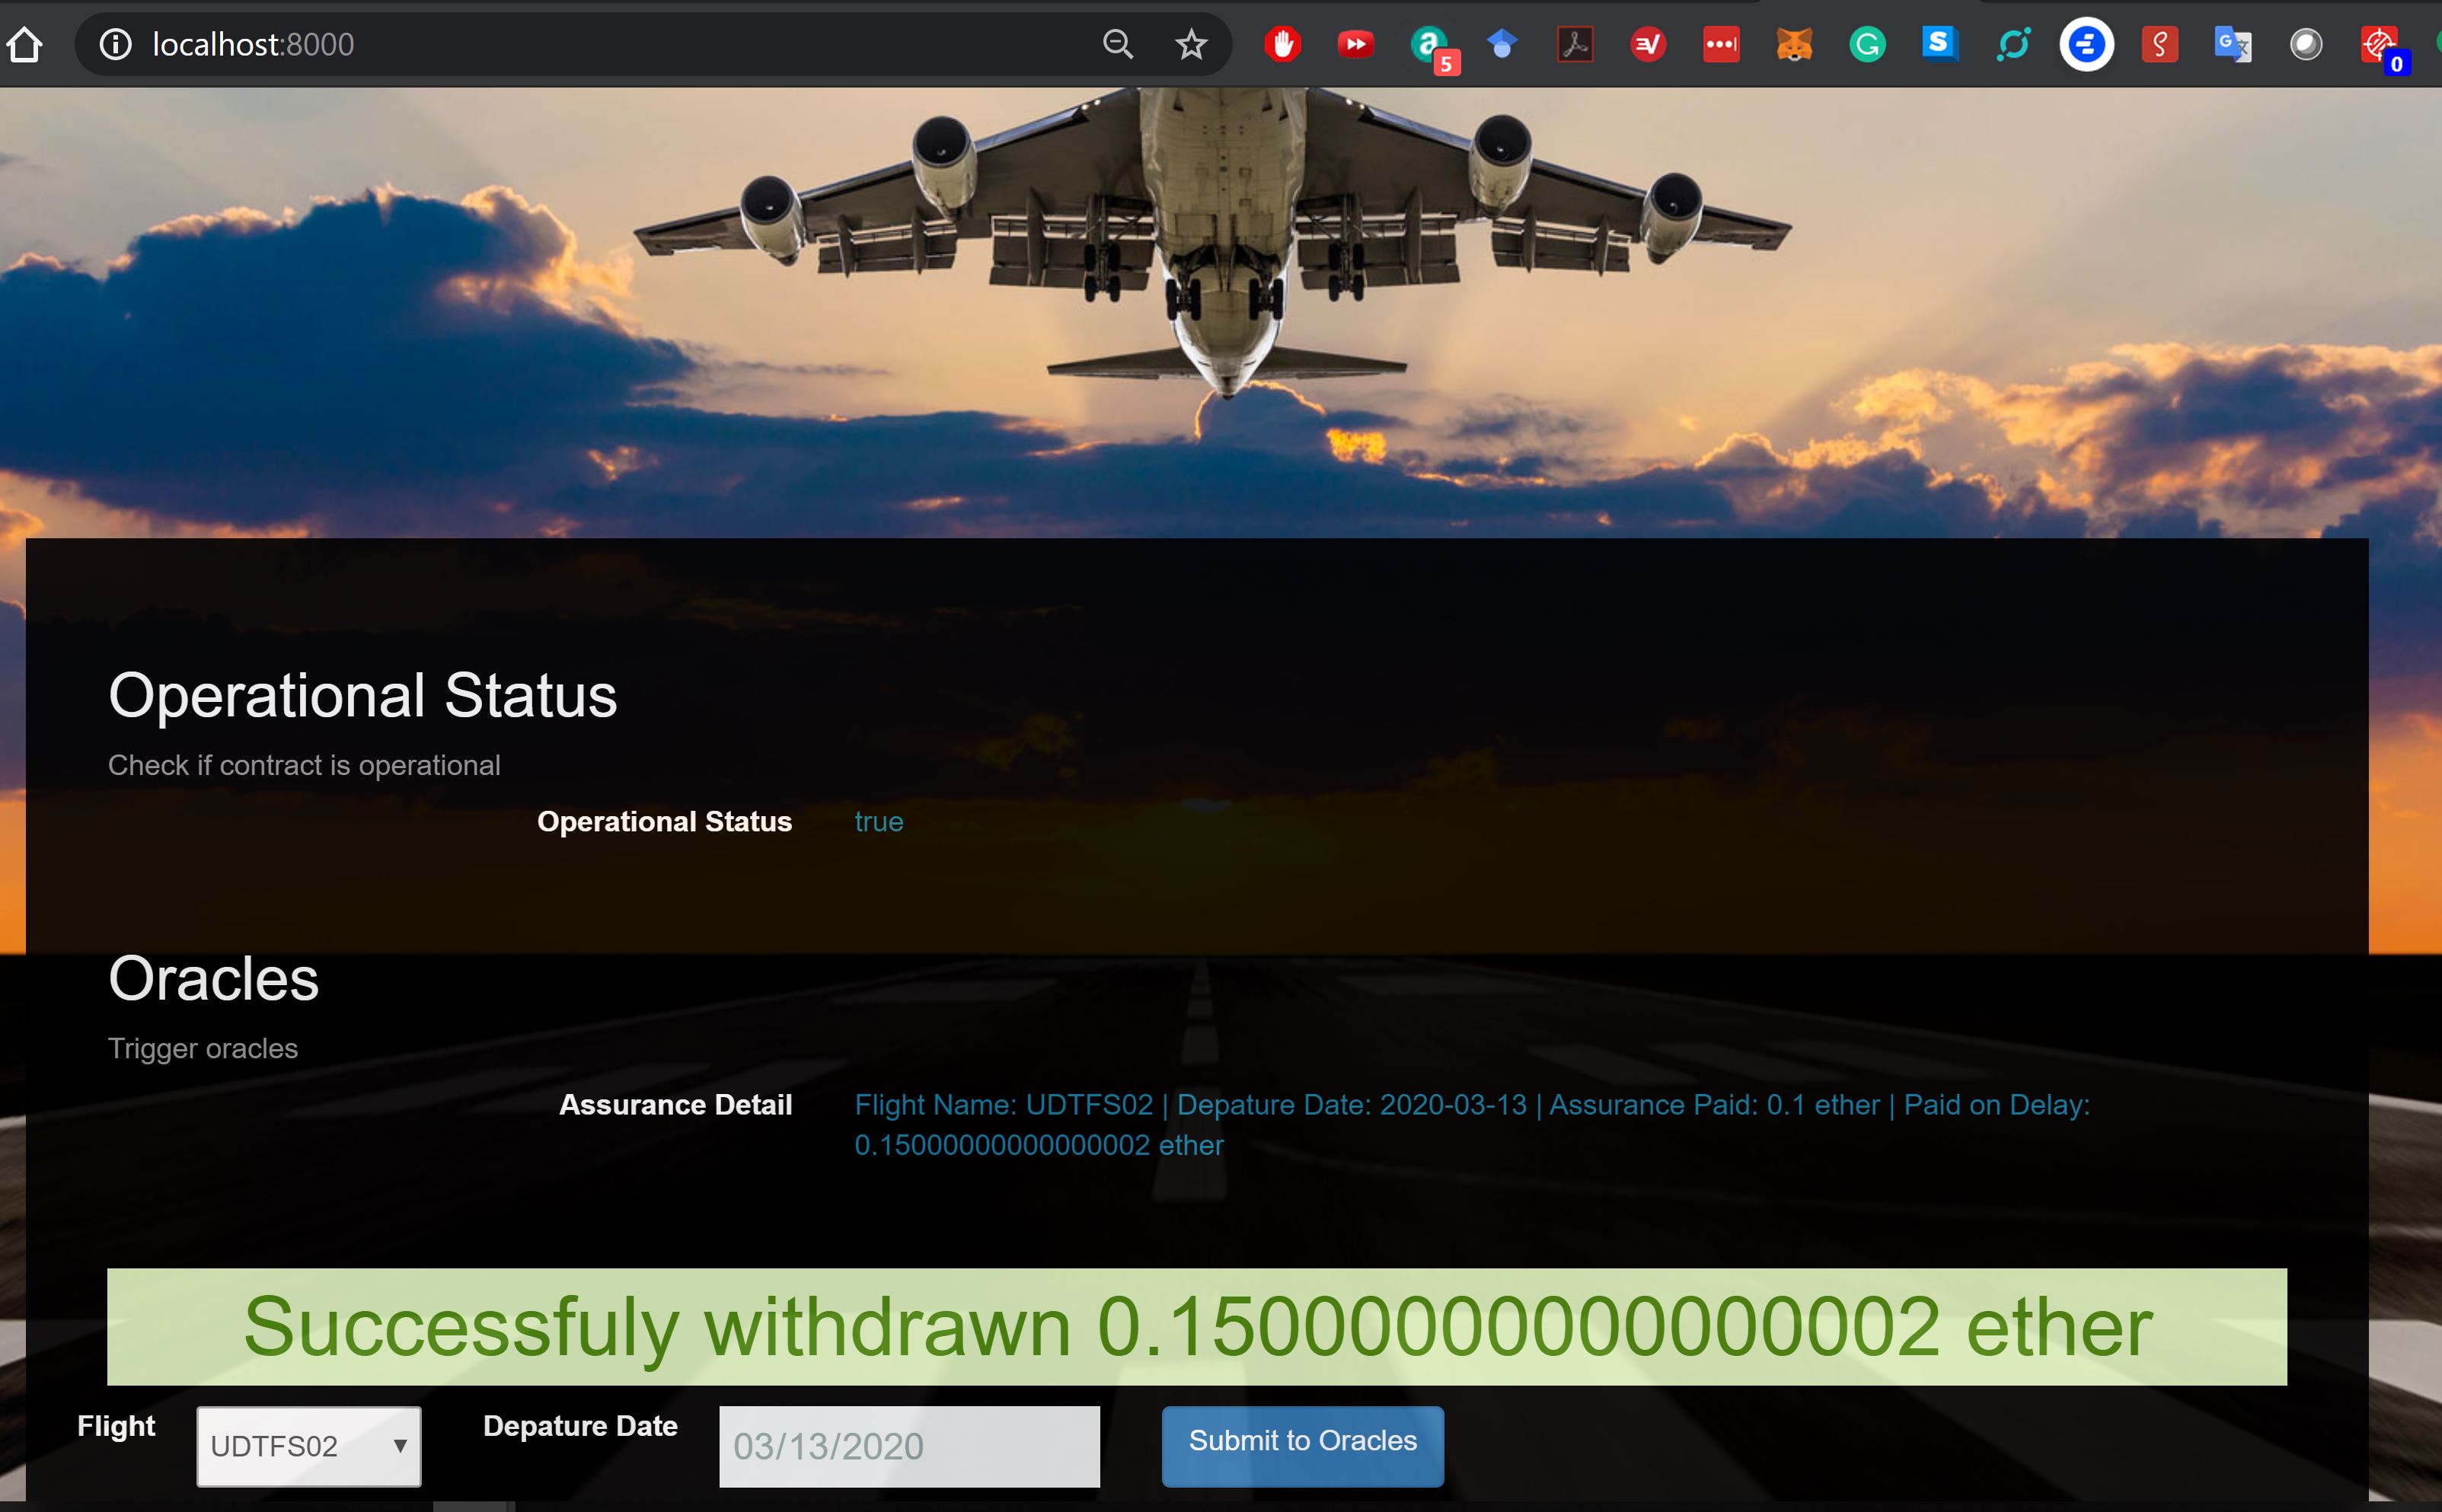 localhost:8000
5
0
Operational Status
Check if contract is operational
Operational Status true
Oracles
Trigger oracles
Assurance Detail Flight Name: UDTFS02 | Depature Date: 2020-03-13 | Assurance Paid: 0.1 ether | Paid on Delay:
0.15000000000000002 ether
Successfuly withdrawn 0.15000000000000002 ether
Flight UDTFS02 Depature Date 03/13/2020 Submit to Oracles